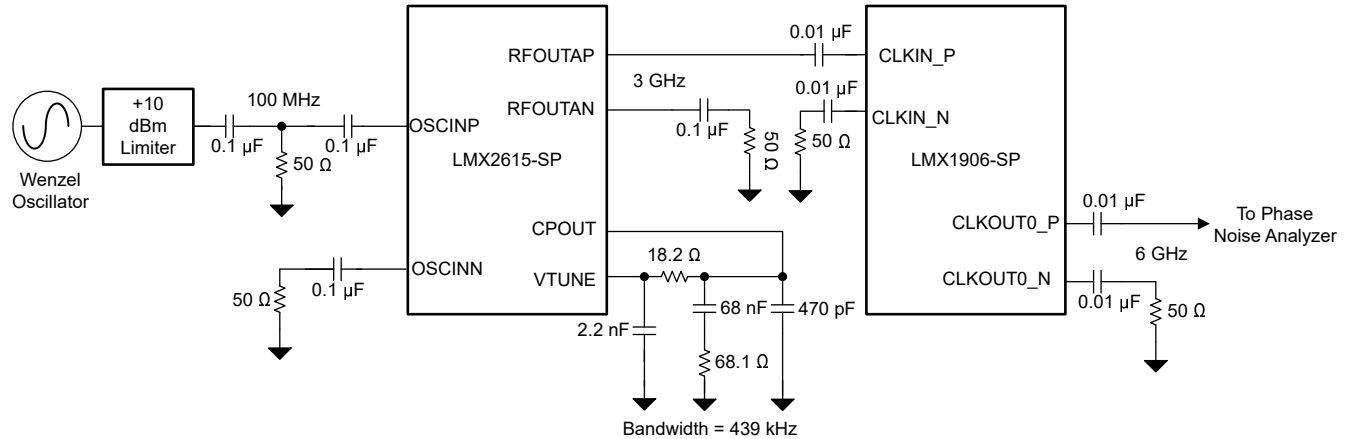 Wenzel
Oscillator
+10
dBm
Limiter
0.1 µF
100 MHz
50 Ω
0.1 µF
50 Ω
0.1 µF
OSCINP
OSCINN
LMX2615-SP
RFOUTAP
RFOUTAN
CPOUT
VTUNE
3 GHz
0.1 µF
50 Ω
18.2 Ω
2.2 nF
68 nF
68.1 Ω
470 pF
Bandwidth = 439 kHz
0.01 µF
0.01 µF
50 Ω
CLKIN_P
CLKIN_N
LMX1906-SP
CLKOUT0_P
CLKOUT0_N
0.01 µF
6 GHz
0.01 µF
50 Ω
To Phase
Noise Analyzer